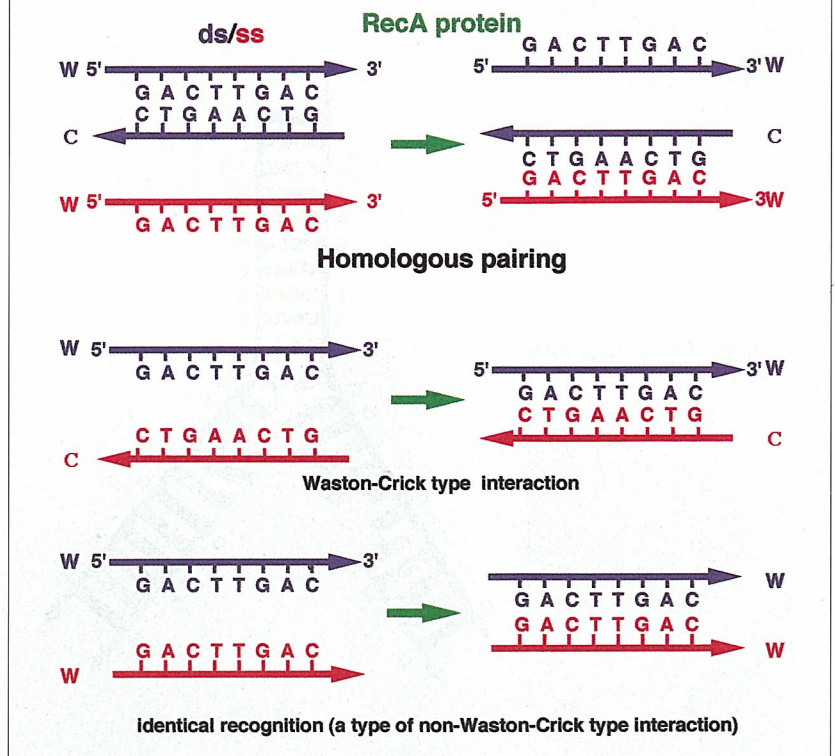 RecA protein
ds/ss
G A C T T G A C
W 5' 3' 5' 3' W
G A C T T G A C
C T G A A C T G
C C
C T G A A C T G
G A C T T G A C
W 5' 3' 5' 3W
G A C T T G A C
Homologous pairing
W 5' 3'
G A C T T G A C
5' 3' W
G A C T T G A C
C T G A A C T G
C T G A A C T G
C C
Waston-Crick type interaction
W 5' 3'
G A C T T G A C
W
G A C T T G A C
G A C T T G A C
G A C T T G A C
W W
identical recognition (a type of non-Waston-Crick type interaction)